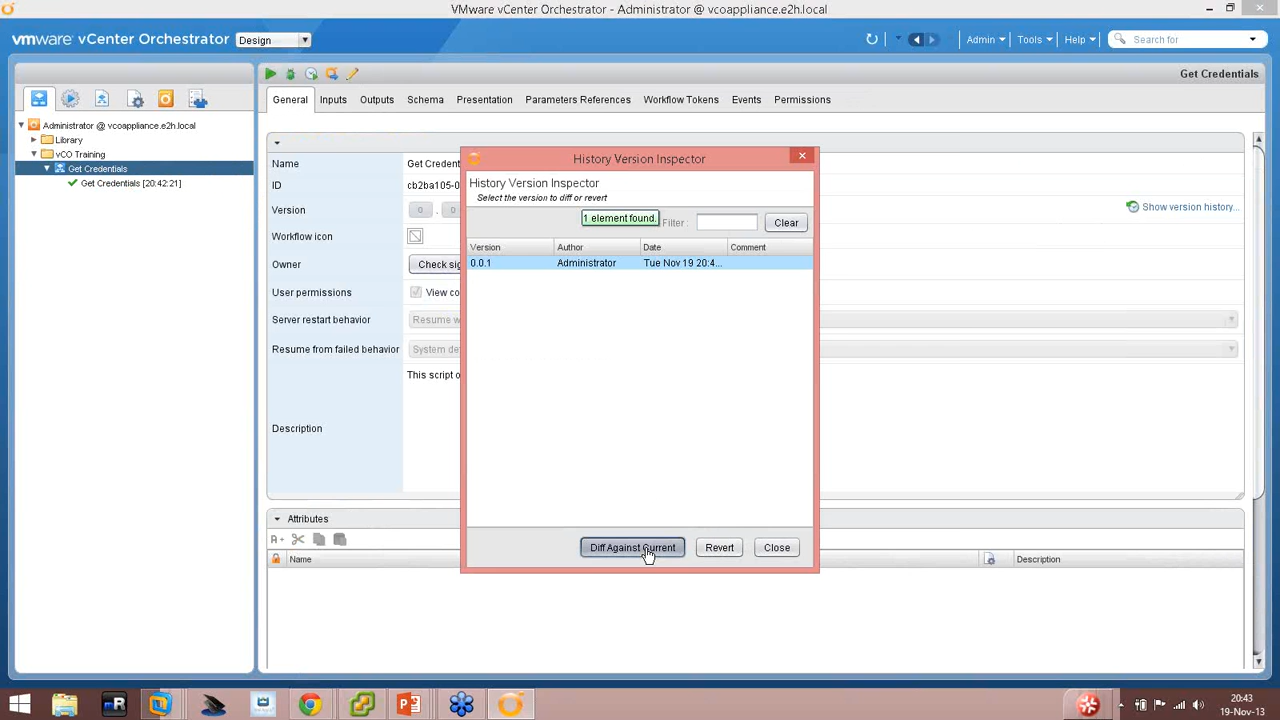 VMware vCenter Orchestrator - Administrator @ vcoappliance.e2h.local
vmware vCenter Orchestrator
Design
Admin
Tools
Help
Search for
Get Credentials
General
Inputs
Outputs
Schema
Presentation
Parameters References
Workflow Tokens
Events
Permissions
Administrator @ vcoappliance.e2h.local
Library
vCO Training
Get Credentials
Get Credentials [20:42:21]
Name
Get Credent
ID
cb2ba105-0
Version
0 . 0
Show version history...
Workflow icon
Owner
Check sig
User permissions
View co
Server restart behavior
Resume w
Resume from failed behavior
System de
This script o
Description
History Version Inspector
History Version Inspector
Select the version to diff or revert
1 element found.
Filter :
Clear
Version Author Date Comment
0.0.1 Administrator Tue Nov 19 20:4...
Diff Against Current
Revert
Close
Attributes
A+
Name
Description
20:43
19-Nov-13